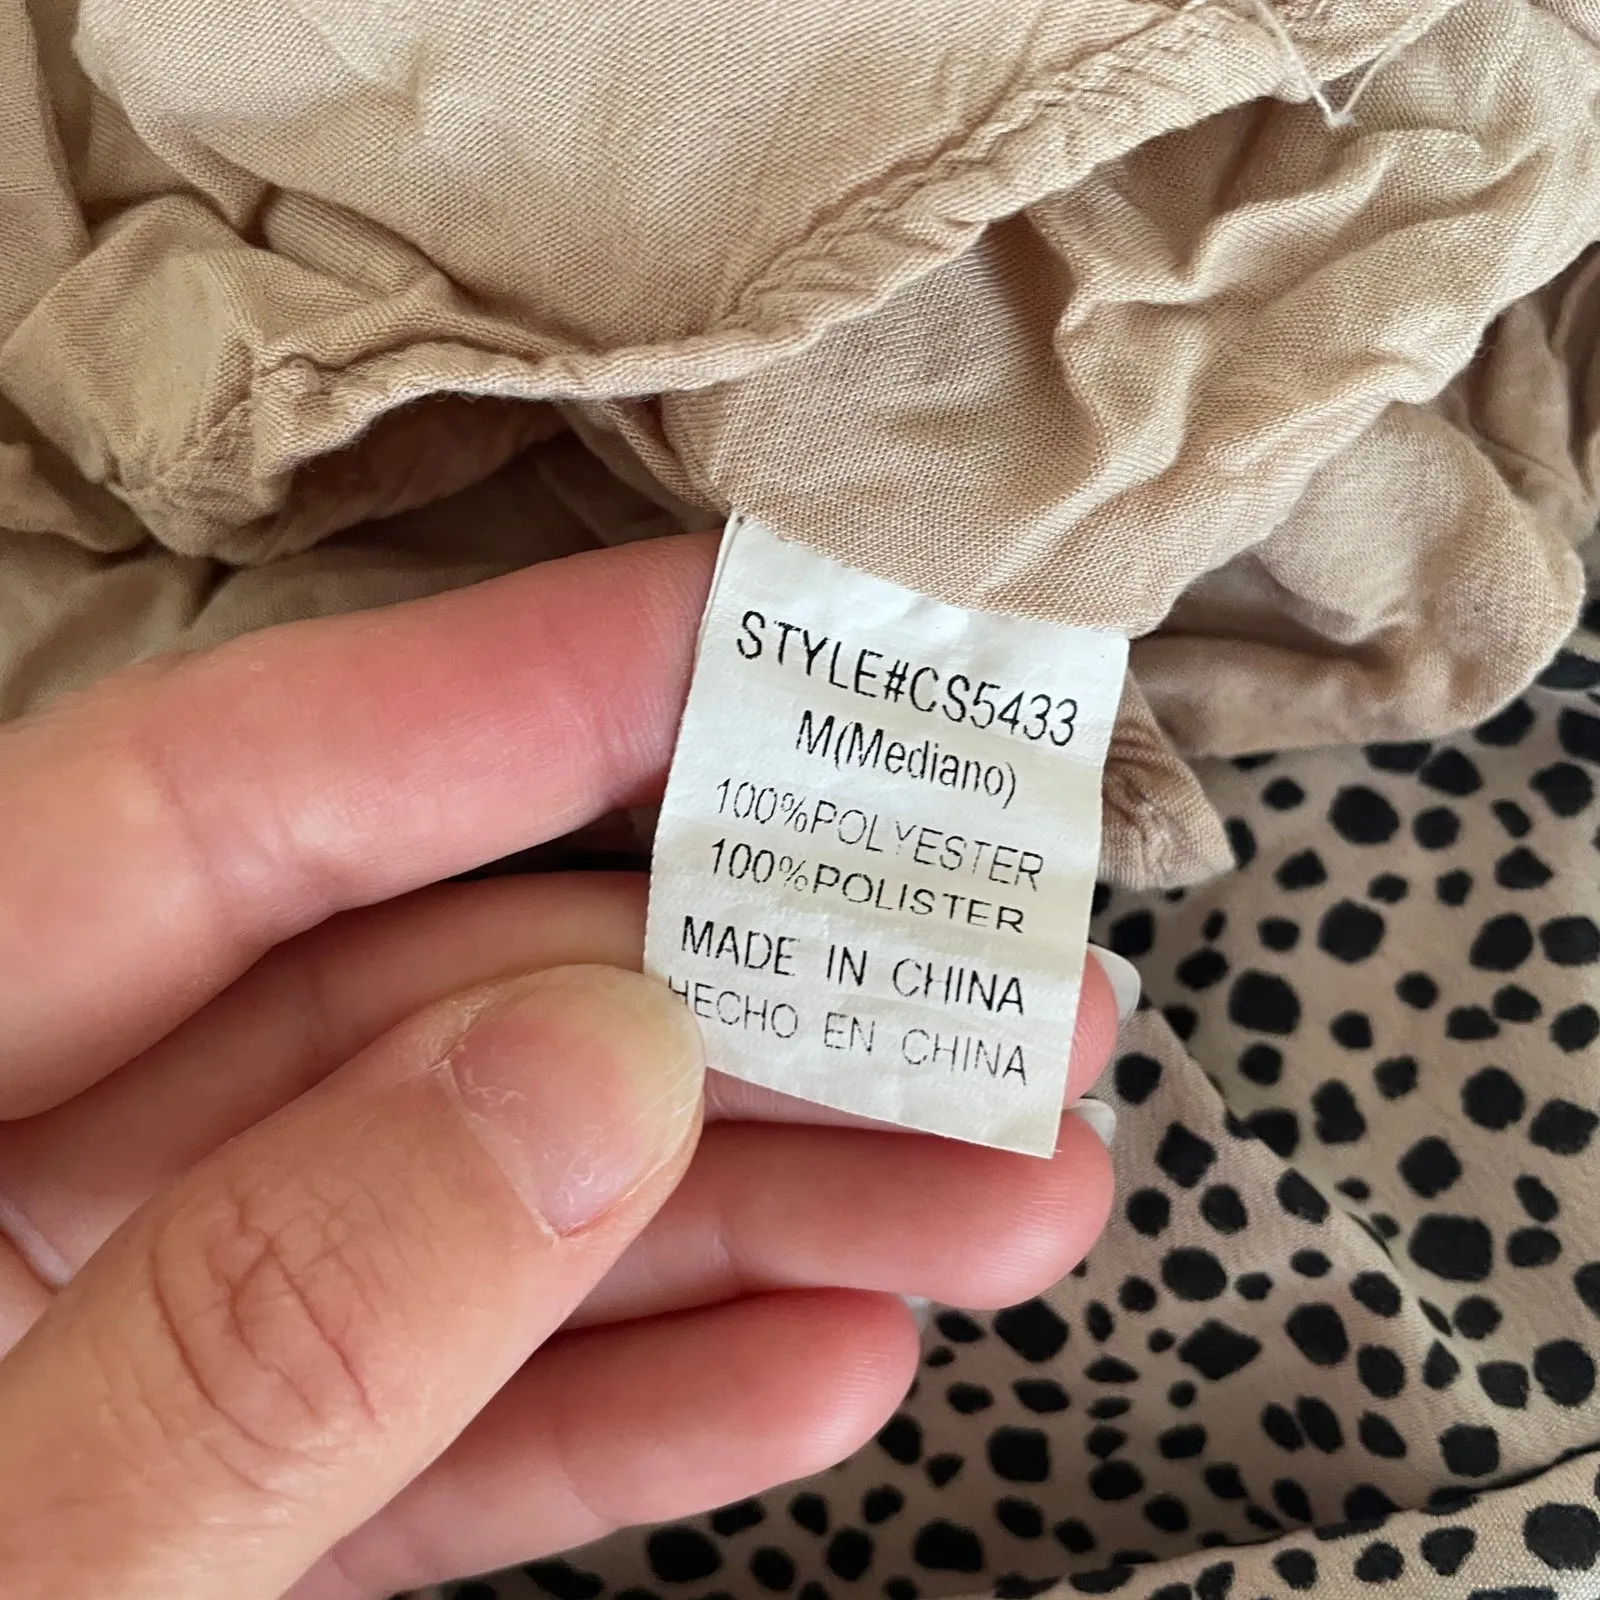 STYLE#CS5433
M(Mediano)
100%POLYESTER
100%POLISTER
MADE IN CHINA
HECHO EN CHINA